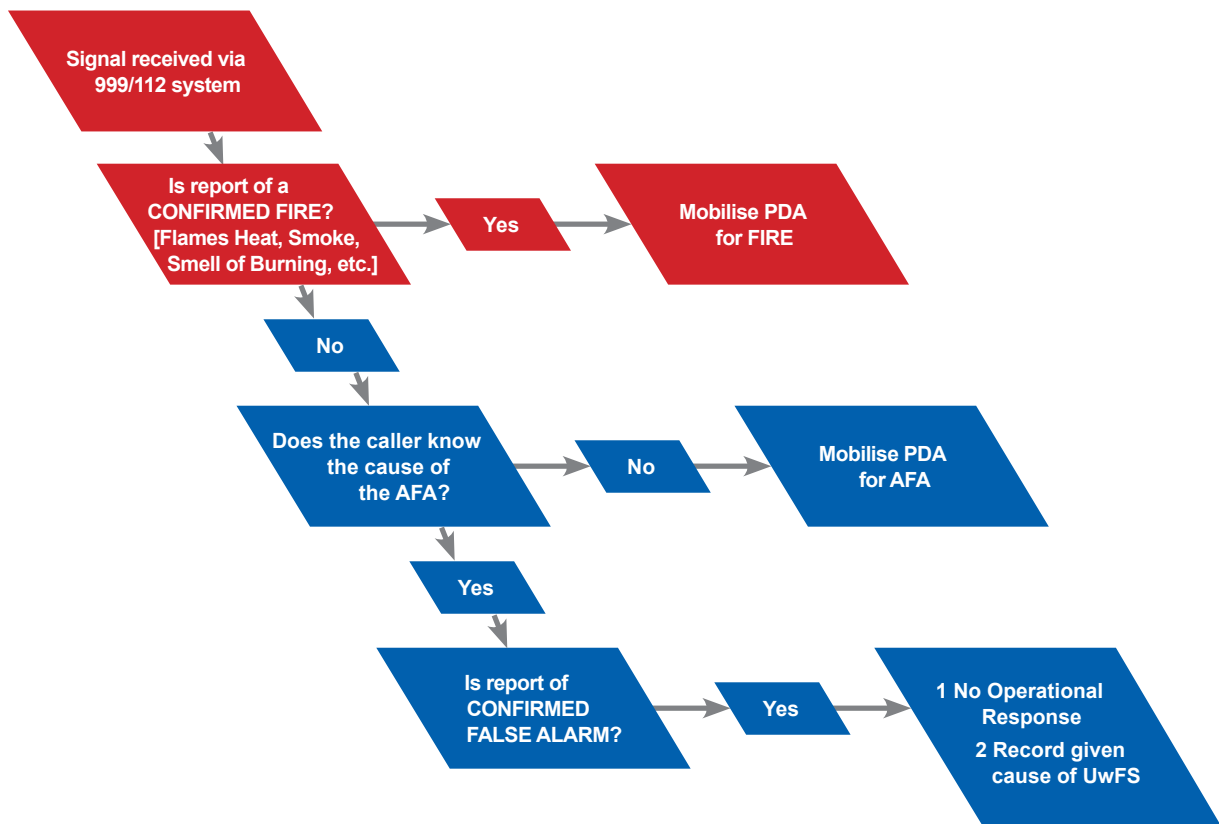 Signal received via
999/112 system
Is report of a
CONFIRMED FIRE?
[Flames Heat, Smoke,
Smell of Burning, etc.]
Yes
Mobilise PDA
for FIRE
No
Does the caller know
the cause of
the AFA?
No
Mobilise PDA
for AFA
Yes
Is report of
CONFIRMED
FALSE ALARM?
Yes
1 No Operational
Response
2 Record given
cause of UwFS